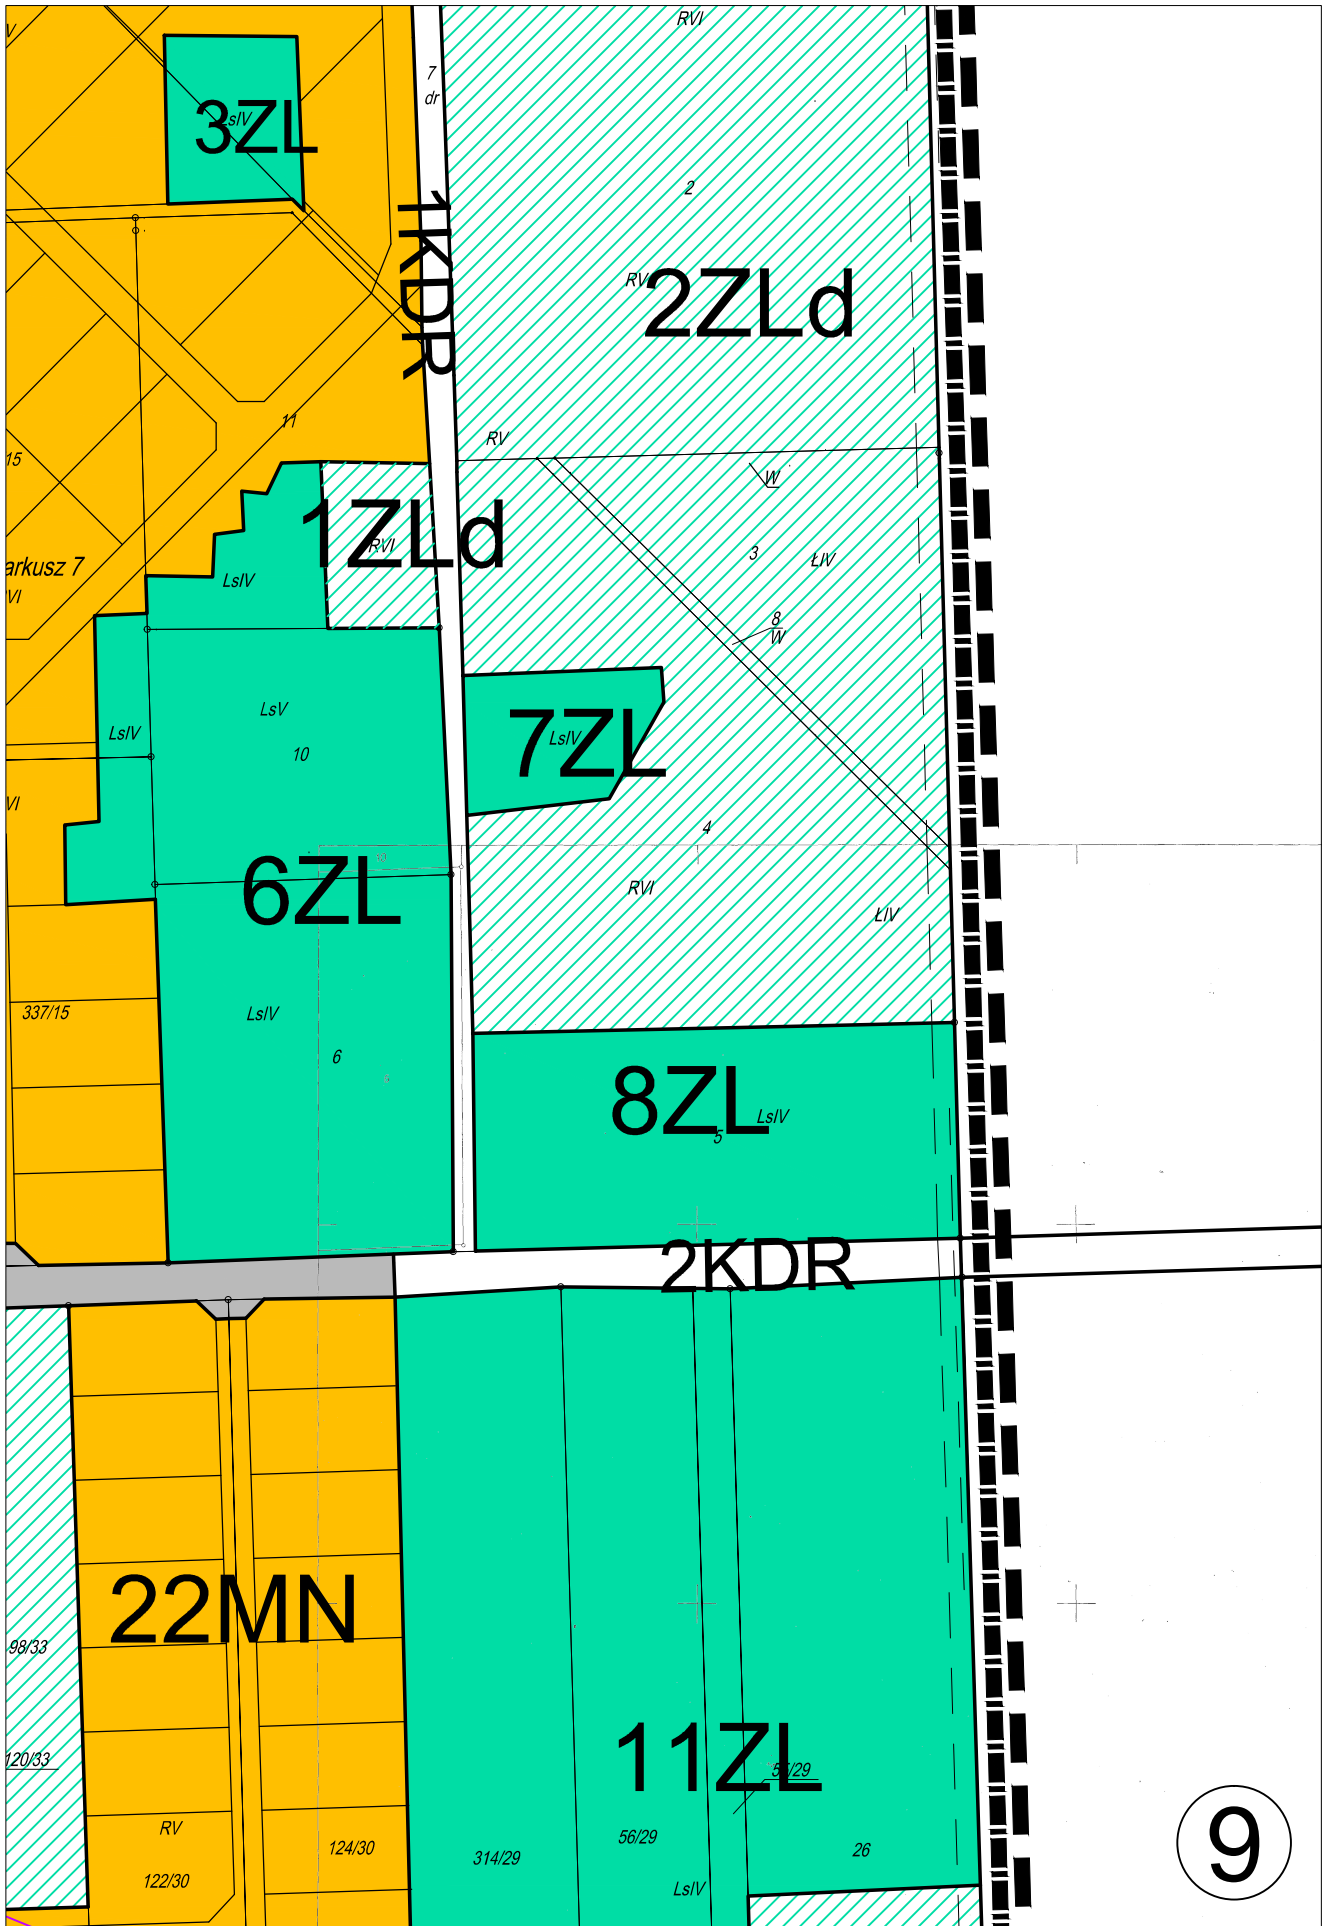 RVI
V
7
dr
LsIV
3ZL
2
1KDR
RV
2ZLd
11
RV
15
W
1ZLd
RVI
3
ŁIV
arkusz 7
LsIV
VI
8
W
LsV
LsIV
7ZL
LsIV
10
VI
4
6ZL
RVI
ŁIV
337/15
LsIV
6
8ZL
LsIV
5
2KDR
22MN
98/33
11ZL
120/33
RV
56/29
124/30
26
314/29
122/30
LsIV
9